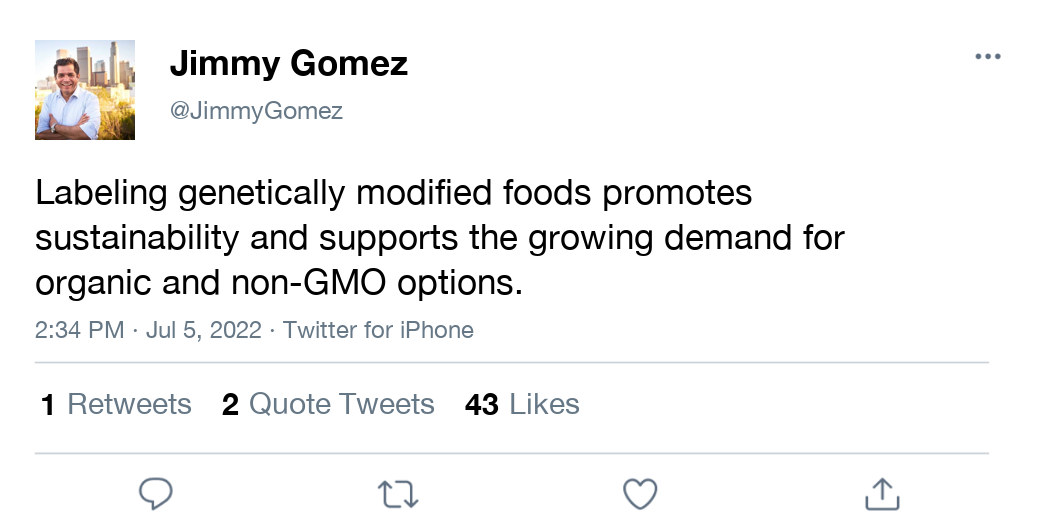 Jimmy Gomez
@JimmyGomez
Labeling genetically modified foods promotes
sustainability and supports the growing demand for
organic and non-GMO options.
2:34 PM · Jul 5, 2022 · Twitter for iPhone
1 Retweets 2 Quote Tweets 43 Likes